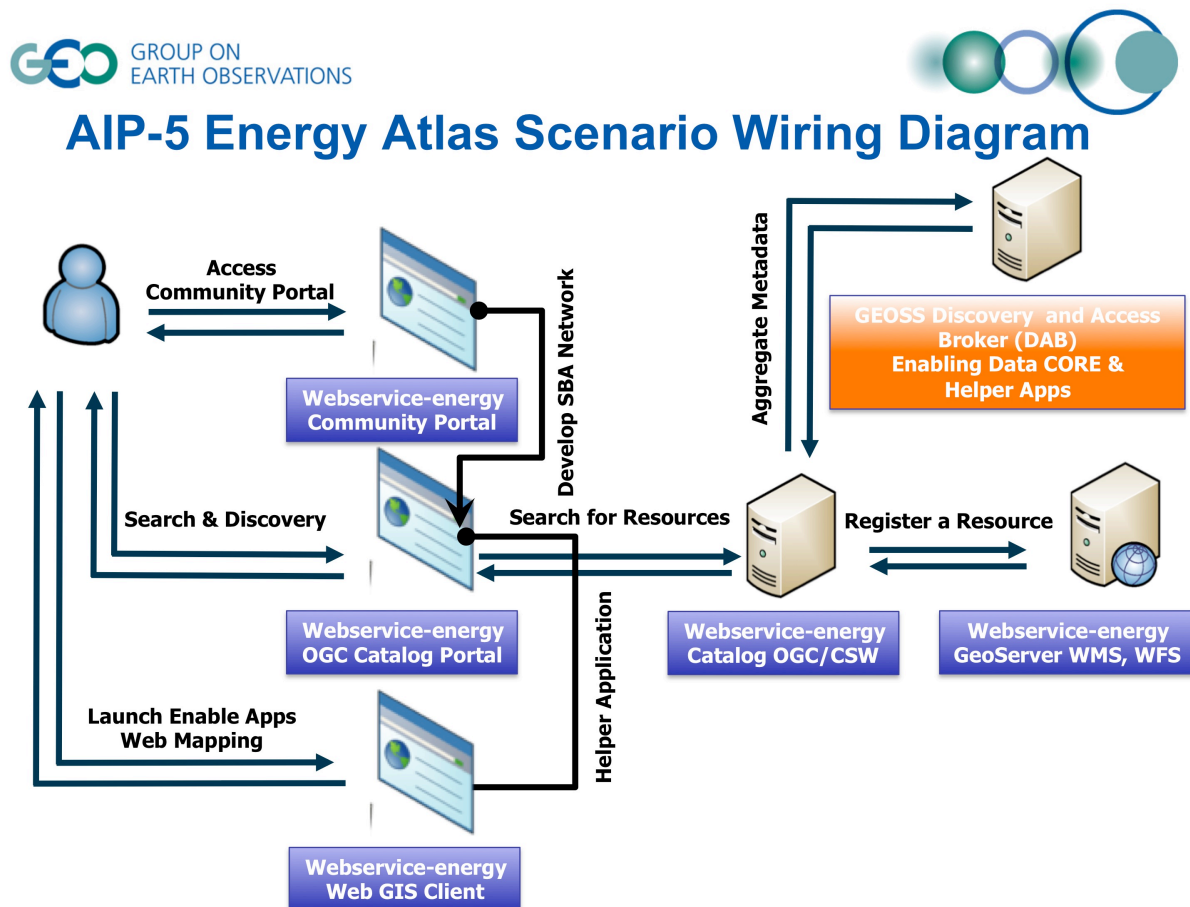 GEO
GROUP ON
EARTH OBSERVATIONS
AIP-5 Energy Atlas Scenario Wiring Diagram
Access
Community Portal
Webservice-energy
Community Portal
Develop SBA Network
Aggregate Metadata
GEOSS Discovery and Access
Broker (DAB)
Enabling Data CORE &
Helper Apps
Search & Discovery
Search for Resources
Register a Resource
Webservice-energy
OGC Catalog Portal
Helper Application
Webservice-energy
Catalog OGC/CSW
Webservice-energy
GeoServer WMS, WFS
Launch Enable Apps
Web Mapping
Webservice-energy
Web GIS Client